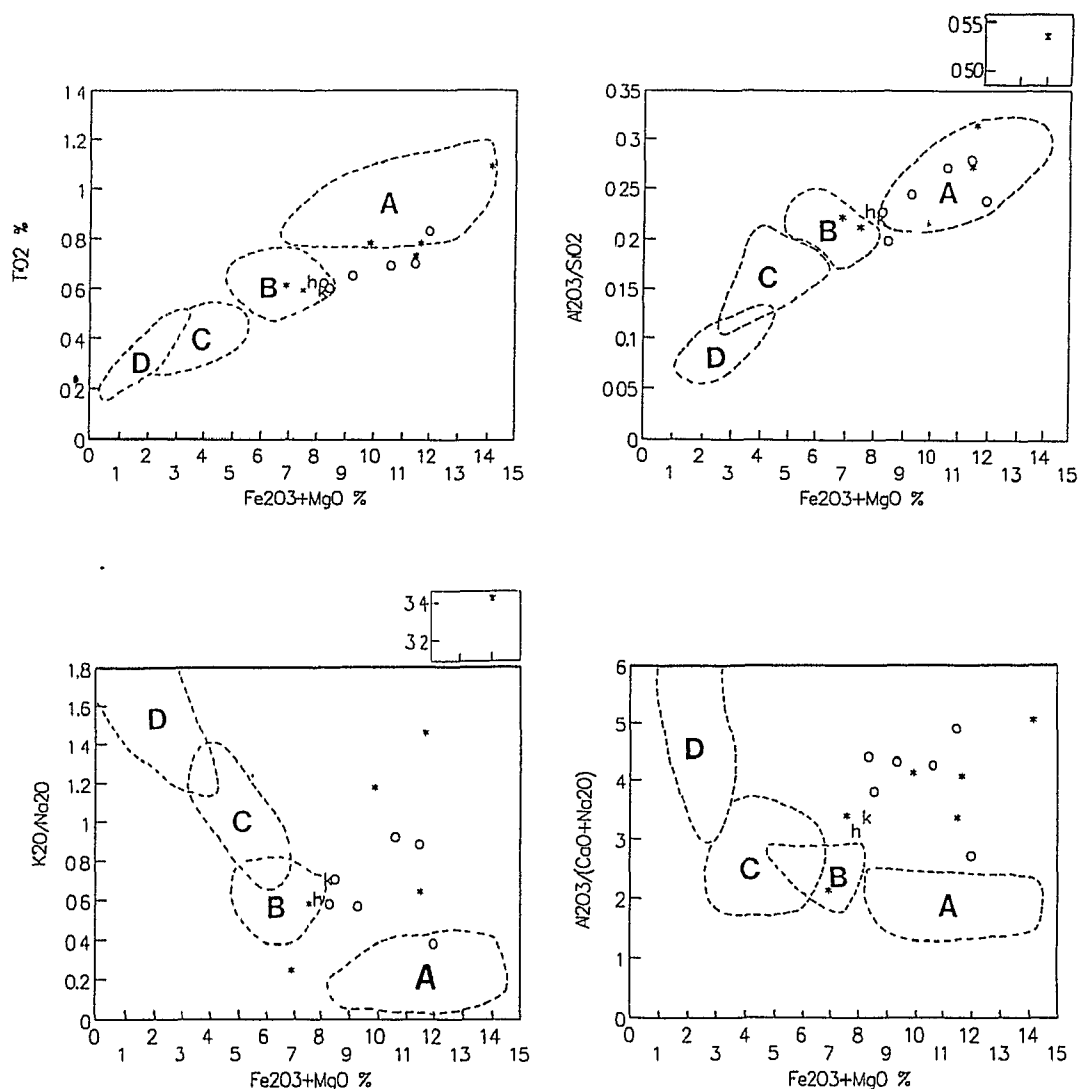 0.55
0.50
1.4
1.2
1
0.8
0.6
0.4
0.2
0
TiO2 %
A
B
C
D
h
k
0 2 4 6 8 10 12 14
1 3 5 7 9 11 13 15
Fe2O3+MgO %
0.35
0.3
0.25
0.2
0.15
0.1
0.05
0
Al2O3/SiO2
A
B
C
D
h
k
0 2 4 6 8 10 12 14
1 3 5 7 9 11 13 15
Fe2O3+MgO %
3.4
3.2
1.8
1.6
1.4
1.2
1
0.8
0.6
0.4
0.2
0
K2O/Na2O
D
C
B
A
k
h
0 2 4 6 8 10 12 14
1 3 5 7 9 11 13 15
Fe2O3+MgO %
6
5
4
3
2
1
0
Al2O3/(CaO+Na2O)
D
C
B
A
h k
0 2 4 6 8 10 12 14
1 3 5 7 9 11 13 15
Fe2O3+MgO %